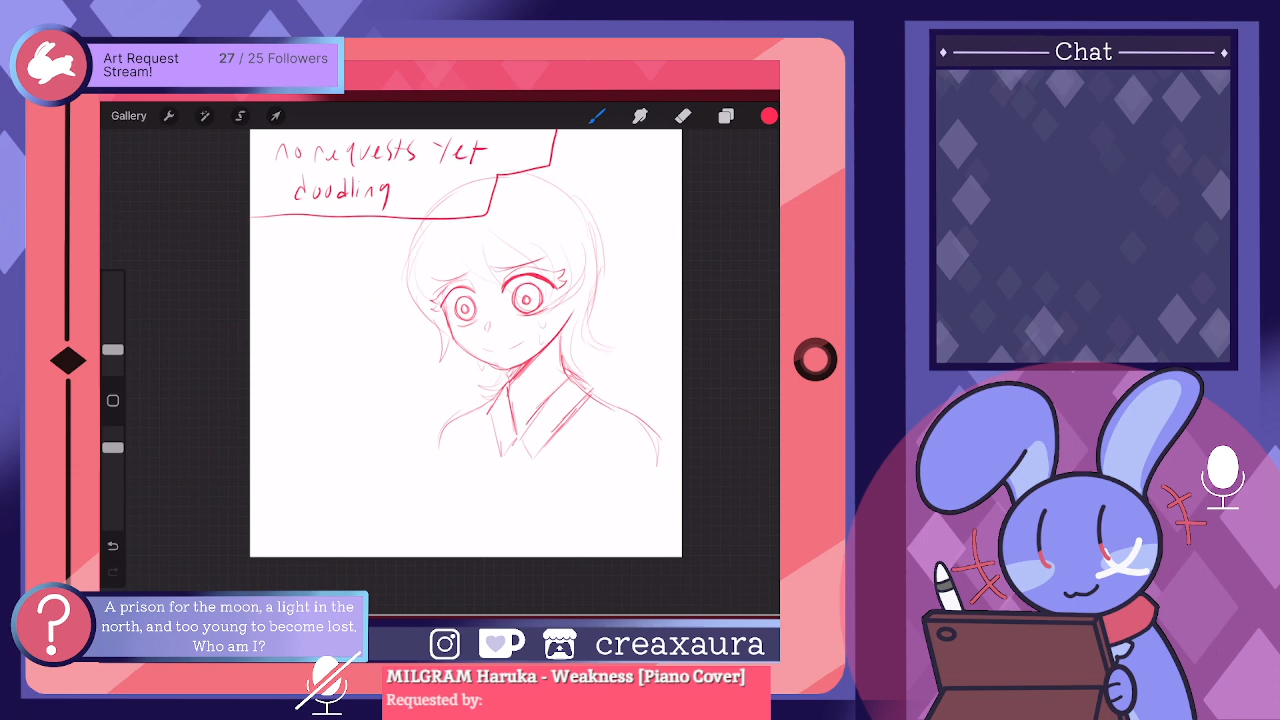 Art Request
Stream!
27 / 25 Followers
Chat
Gallery
no requests yet
doodling
A prison for the moon, a light in the
north, and too young to become lost.
Who am I?
creaxaura
MILGRAM Haruka - Weakness [Piano Cover]
Requested by: